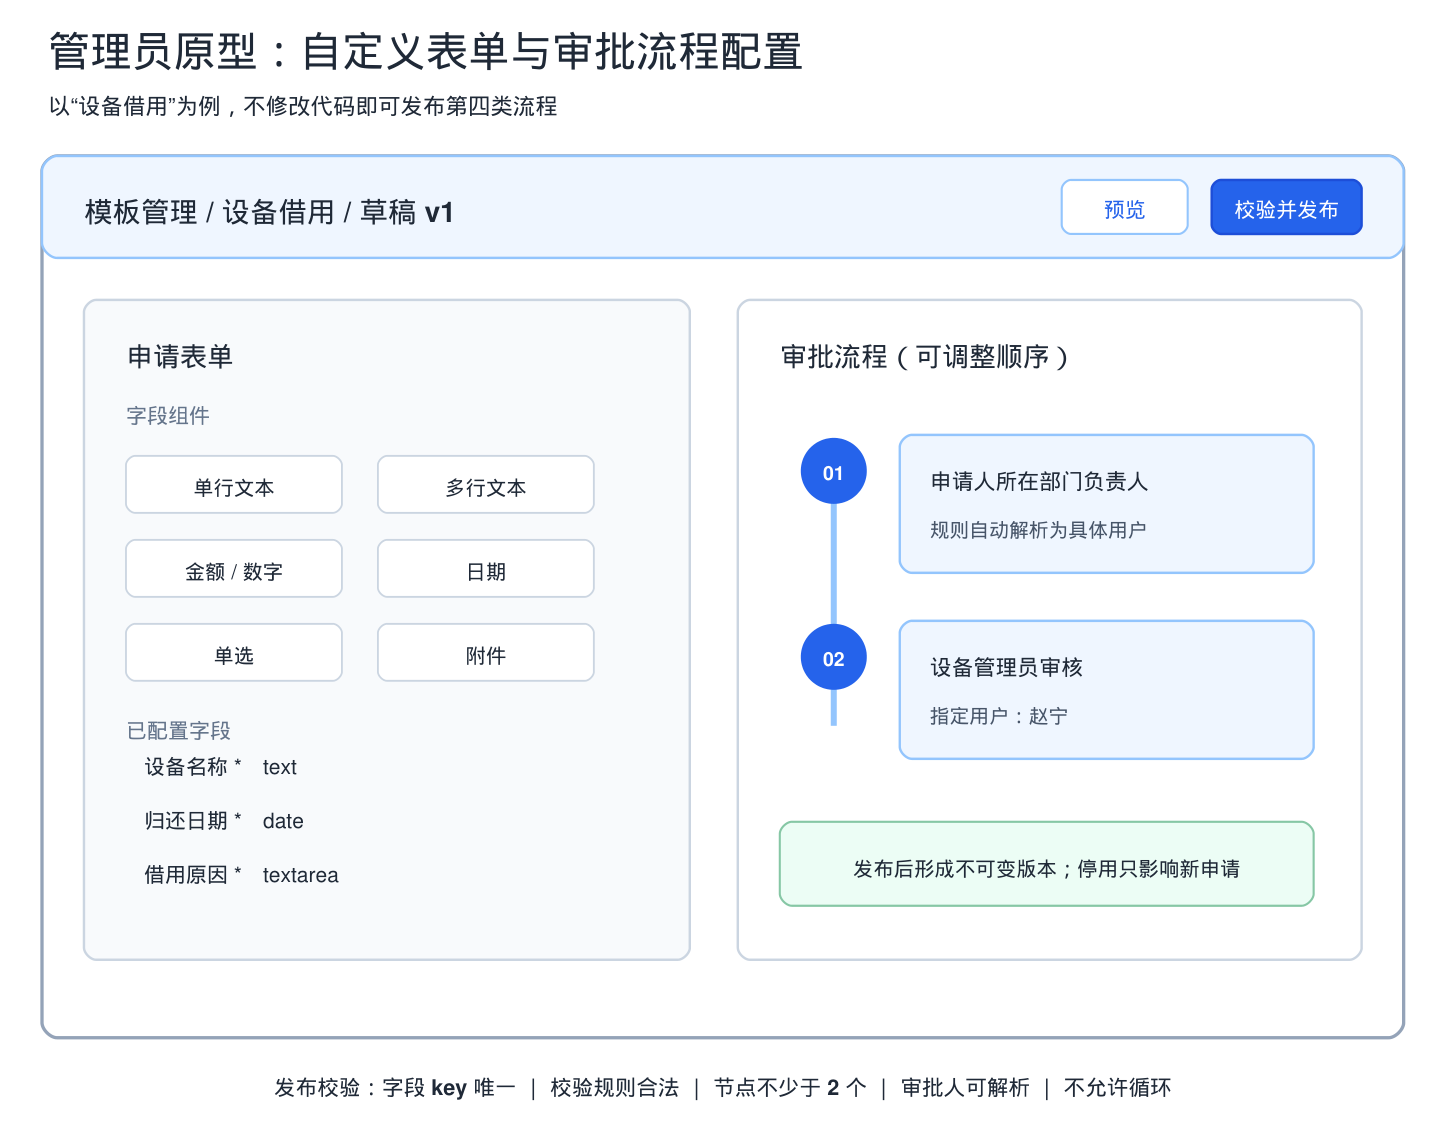 管理员原型：自定义表单与审批流程配置
以“设备借用”为例，不修改代码即可发布第四类流程
模板管理 / 设备借用 / 草稿 v1
预览
校验并发布
申请表单
字段组件
单行文本
多行文本
金额 / 数字
日期
单选
附件
已配置字段
设备名称 * text
归还日期 * date
借用原因 * textarea
审批流程（可调整顺序）
01
申请人所在部门负责人
规则自动解析为具体用户
02
设备管理员审核
指定用户：赵宁
发布后形成不可变版本；停用只影响新申请
发布校验：字段 key 唯一 ｜ 校验规则合法 ｜ 节点不少于 2 个 ｜ 审批人可解析 ｜ 不允许循环